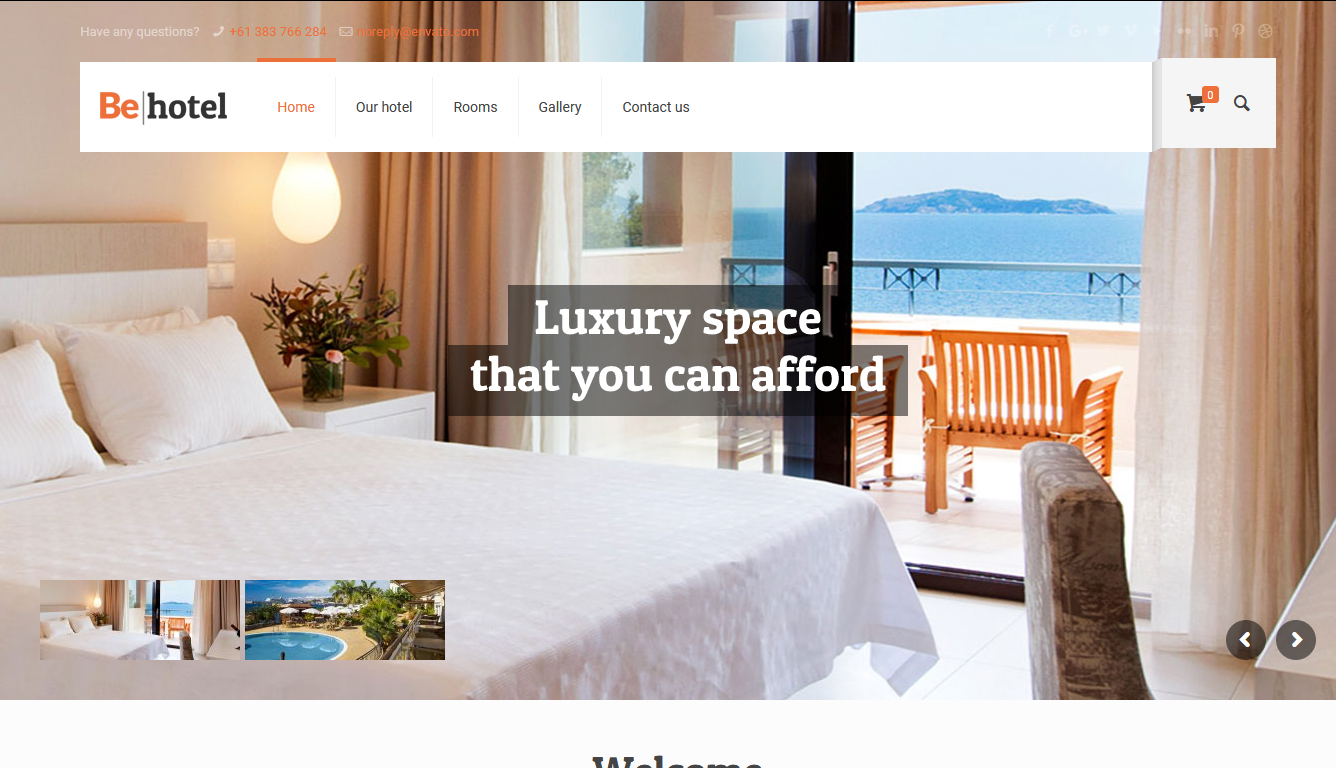 Have any questions? +61 383 766 284 noreply@envato.com
Be|hotel Home Our hotel Rooms Gallery Contact us 0
Luxury space
that you can afford
Welcome